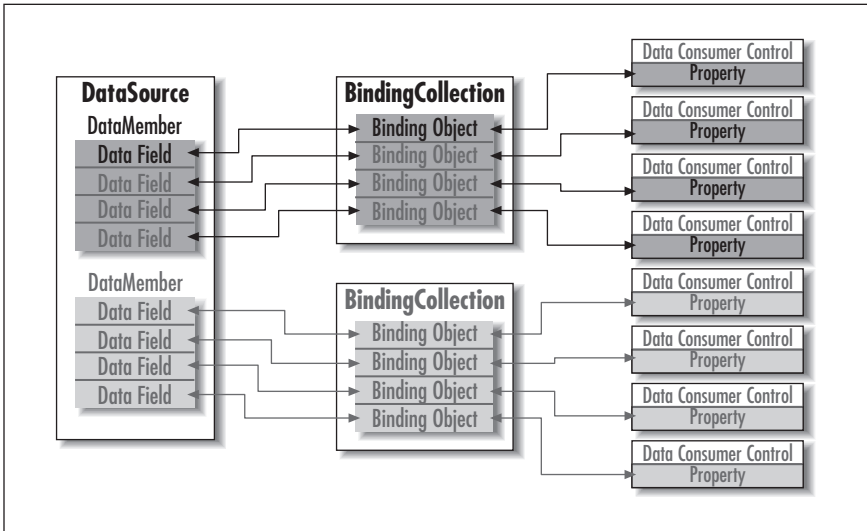 DataSource
DataMember
Data Field
Data Field
Data Field
Data Field
DataMember
Data Field
Data Field
Data Field
Data Field
BindingCollection
Binding Object
Binding Object
Binding Object
Binding Object
BindingCollection
Binding Object
Binding Object
Binding Object
Binding Object
Data Consumer Control
Property
Data Consumer Control
Property
Data Consumer Control
Property
Data Consumer Control
Property
Data Consumer Control
Property
Data Consumer Control
Property
Data Consumer Control
Property
Data Consumer Control
Property